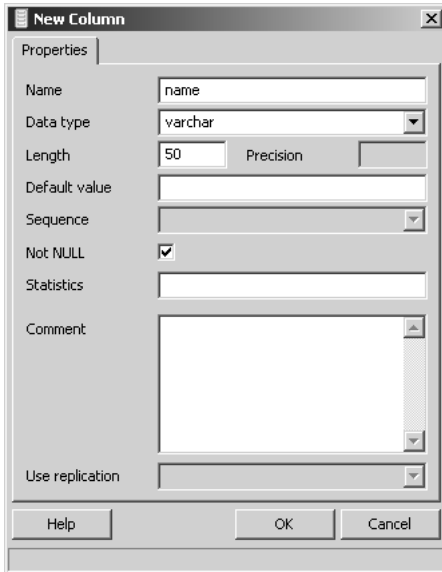 New Column
Properties
Name name
Data type varchar
Length 50 Precision
Default value
Sequence
Not NULL
Statistics
Comment
Use replication
Help OK Cancel